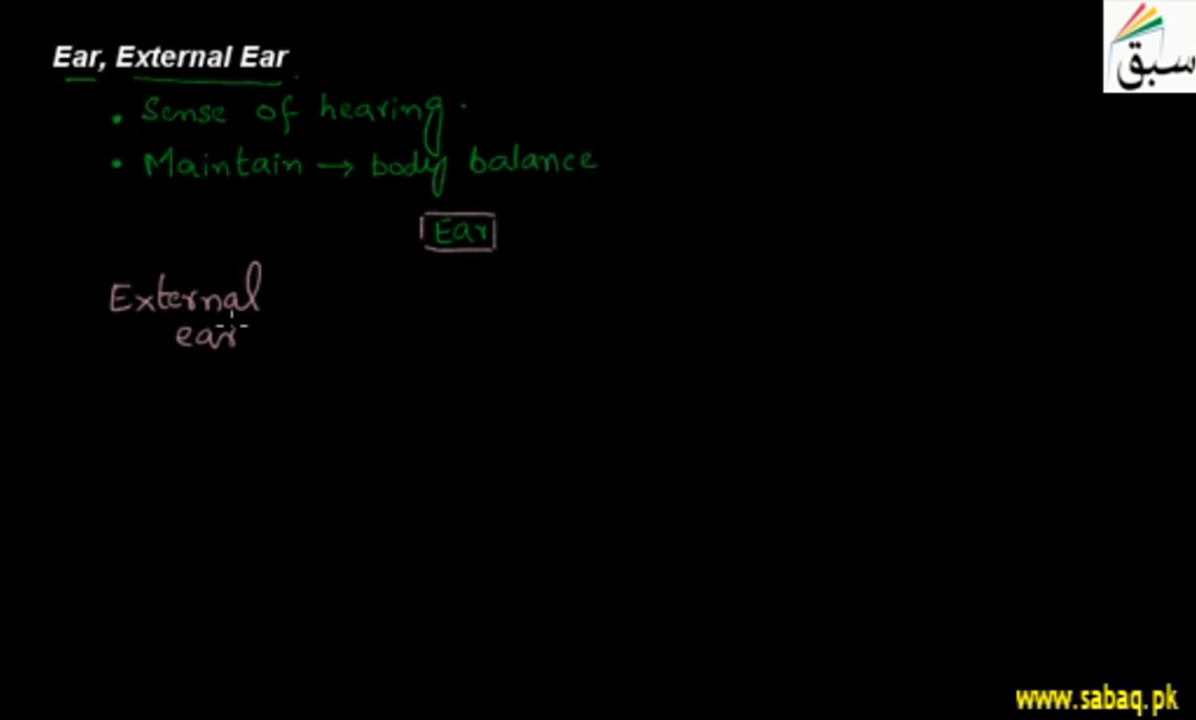 سبق
Ear, External Ear
• Sense of hearing.
• Maintain → body balance
Ear
External
ear
www.sabaq.pk